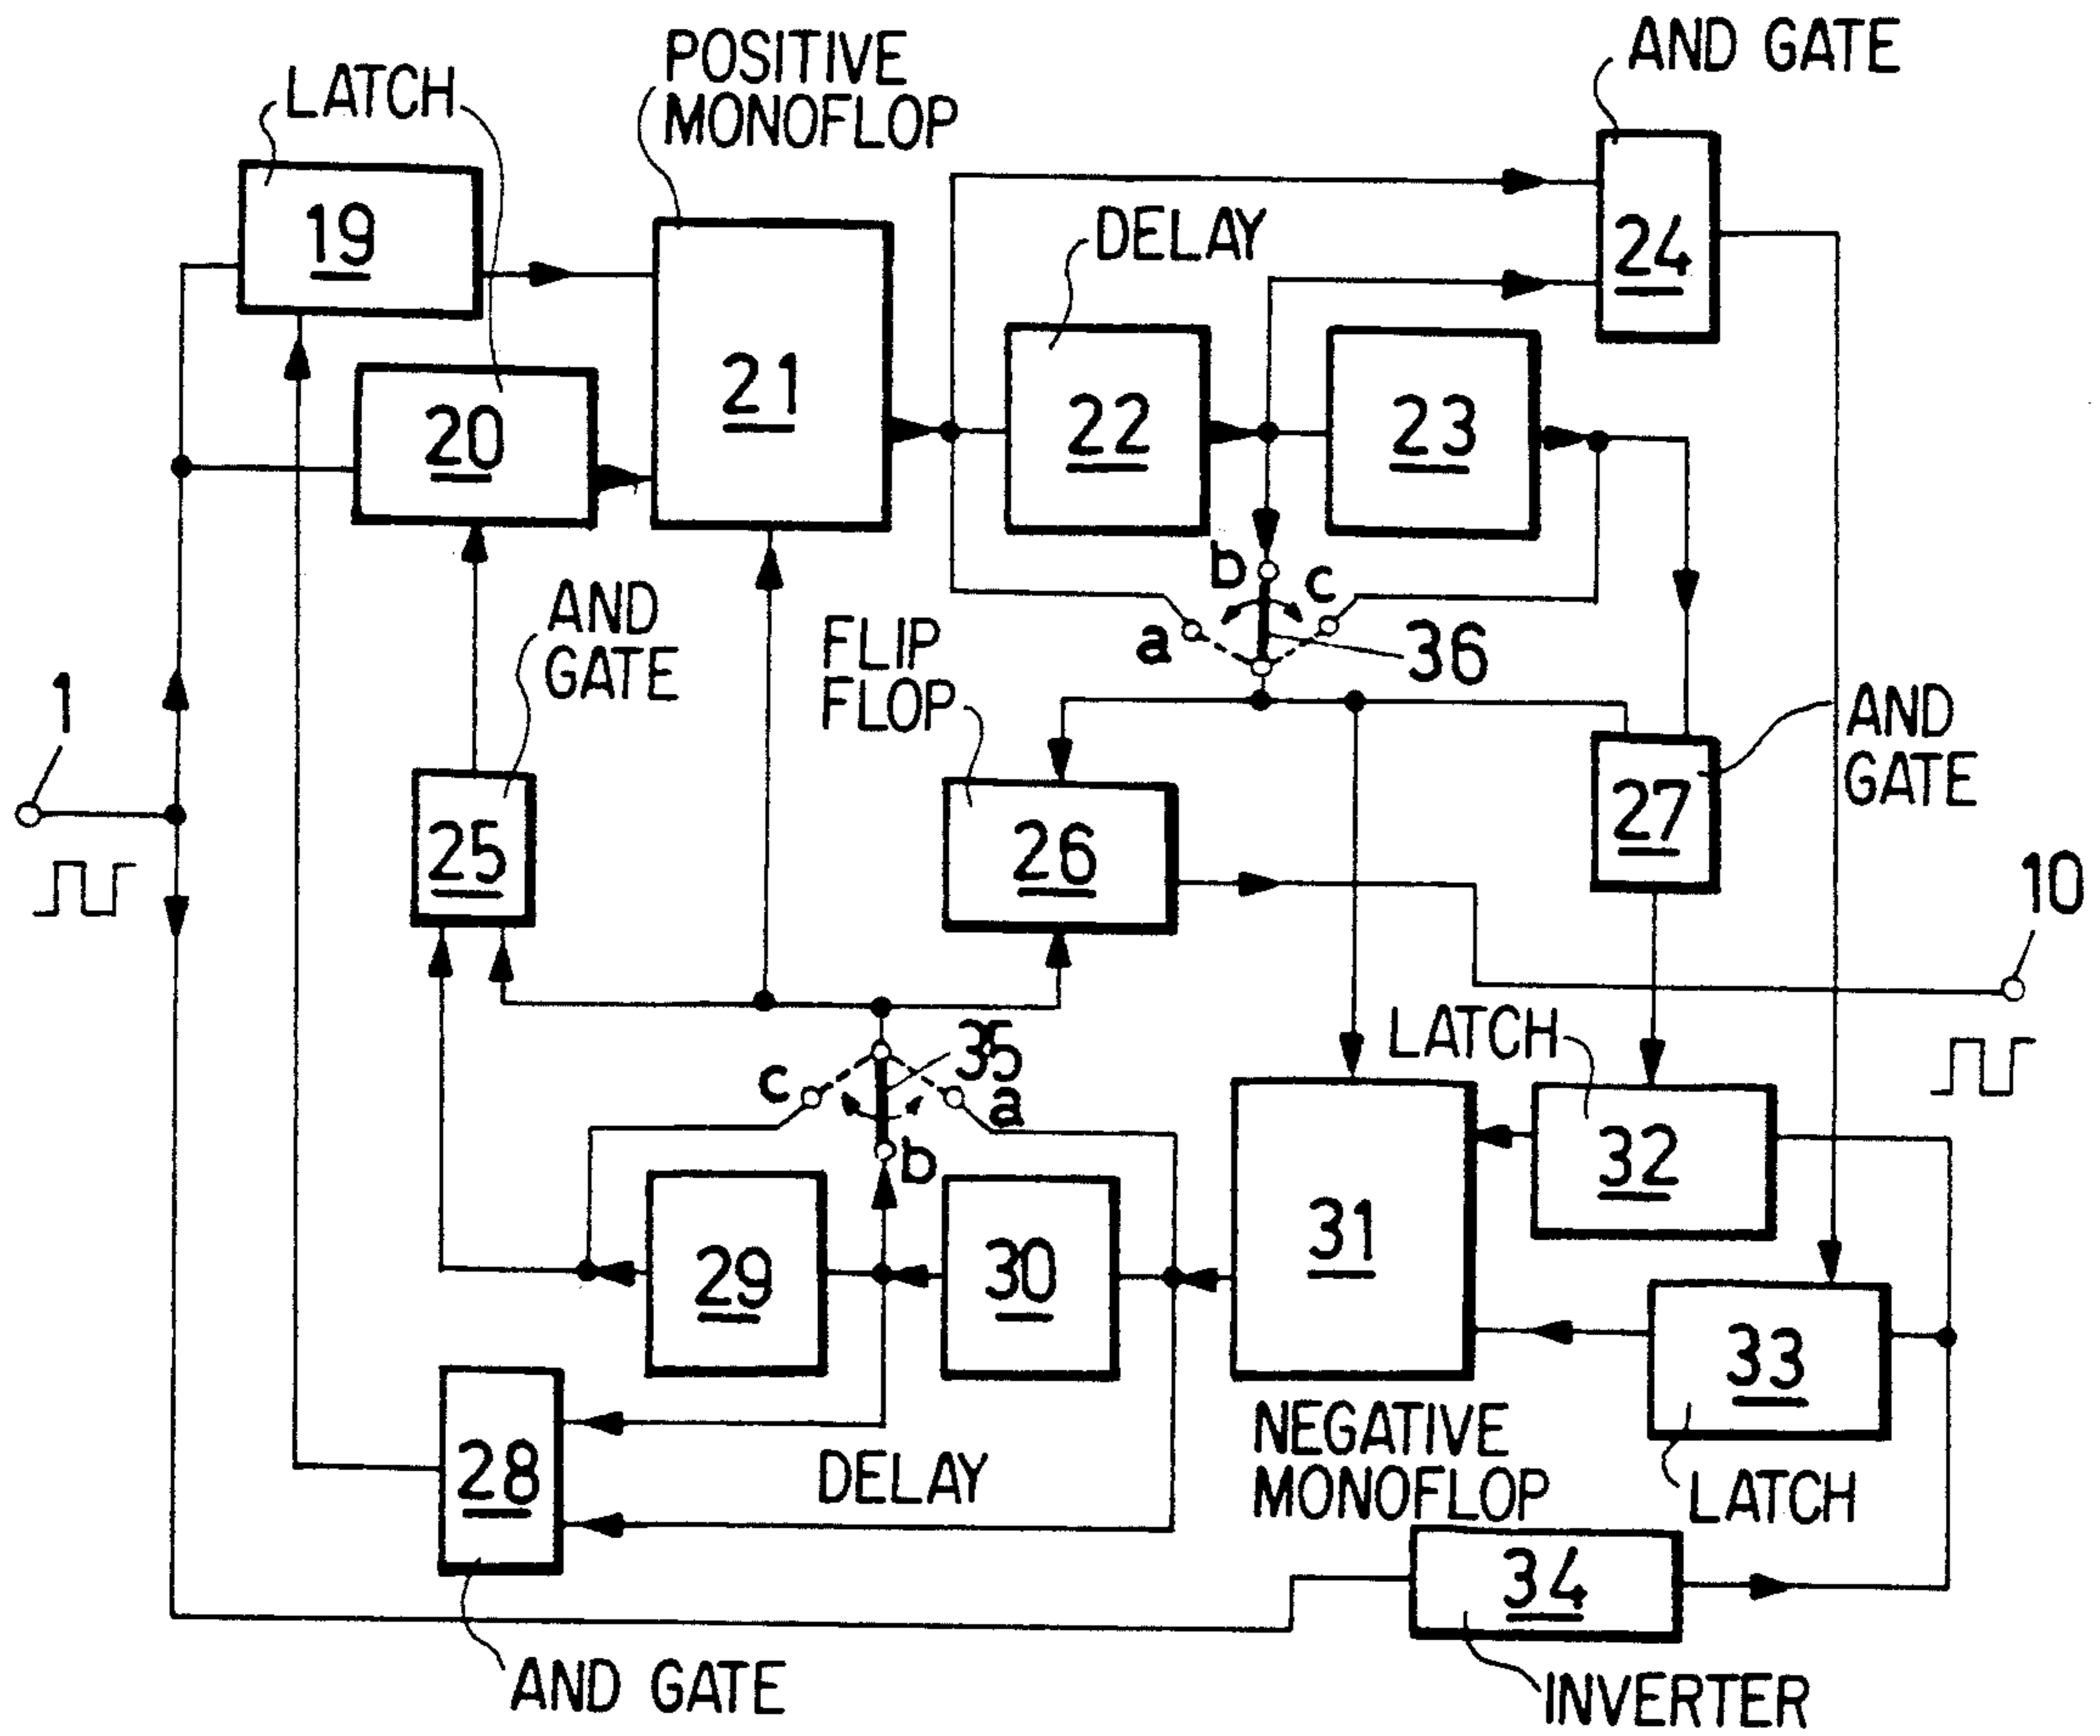 AND GATE
POSITIVE
MONOFLOP
LATCH
19
DELAY
24
21
20
22
23
b
c
a
36
AND
GATE
FLIP
FLOP
1
AND
GATE
27
25
26
10
LATCH
35
c
a
b
32
31
29
30
33
28
DELAY
NEGATIVE
MONOFLOP
LATCH
34
AND GATE
INVERTER